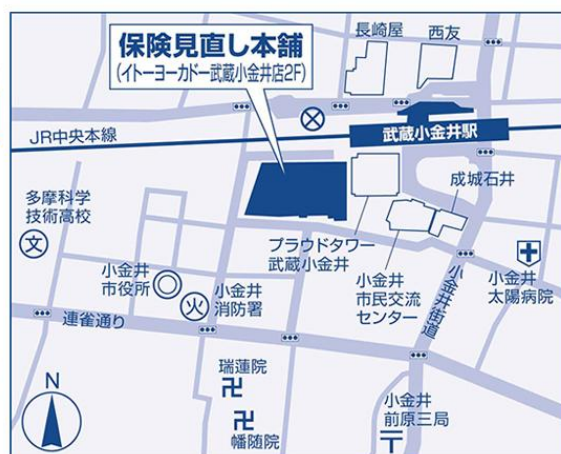 保険見直し本舗
(イトーヨーカドー武蔵小金井店2F)
長崎屋
西友
JR中央本線
武蔵小金井駅
成城石井
多摩科学
技術高校
文
プラウドタワー
武蔵小金井
小金井
市役所
火
小金井
消防署
小金井
市民交流
センター
小金井街道
小金井
太陽病院
連雀通り
瑞蓮院
卍
卍
幡随院
小金井
前原三局
〒
N